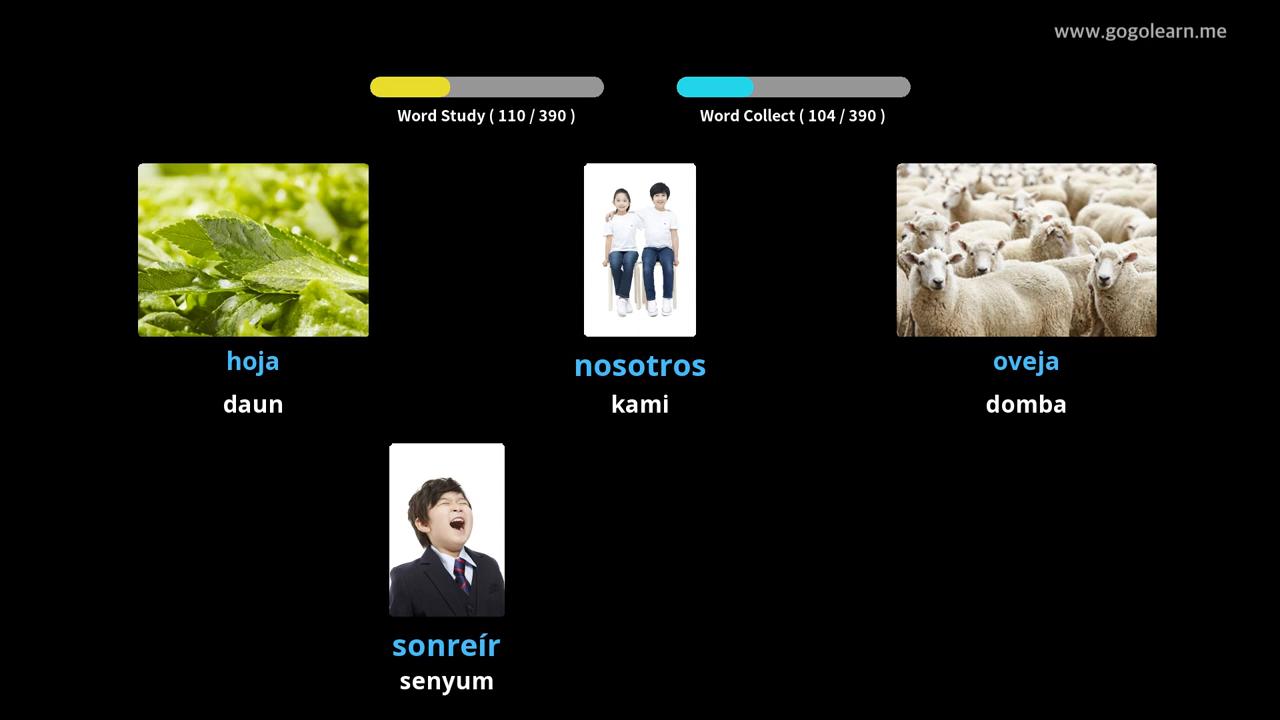 www.gogolearn.me
Word Study ( 110 / 390 )
Word Collect ( 104 / 390 )
hoja
nosotros
oveja
daun
kami
domba
sonreír
senyum